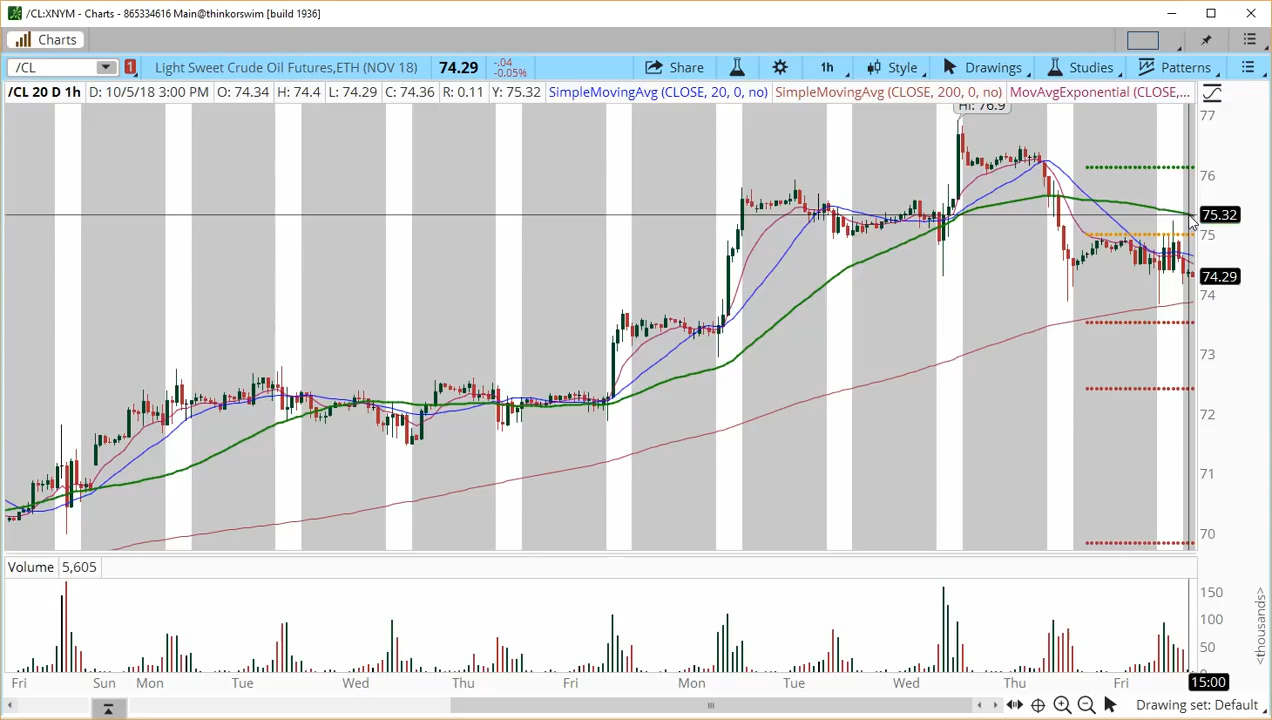 /CL:XNYM - Charts - 865334616 Main@thinkorswim [build 1936]
Charts
/CL 1 Light Sweet Crude Oil Futures,ETH (NOV 18) 74.29 -.04 -0.05% Share 1h Style Drawings Studies Patterns
/CL 20 D 1h D: 10/5/18 3:00 PM O: 74.34 H: 74.4 L: 74.29 C: 74.36 R: 0.11 Y: 75.32 SimpleMovingAvg (CLOSE, 20, 0, no) SimpleMovingAvg (CLOSE, 200, 0, no) MovAvgExponential (CLOSE,...
Hi: 76.9
77
76
75.32
75
74.29
74
73
72
71
70
Volume 5,605
150
100
50
0
<thousands>
Fri Sun Mon Tue Wed Thu Fri Mon Tue Wed Thu Fri 15:00
Drawing set: Default